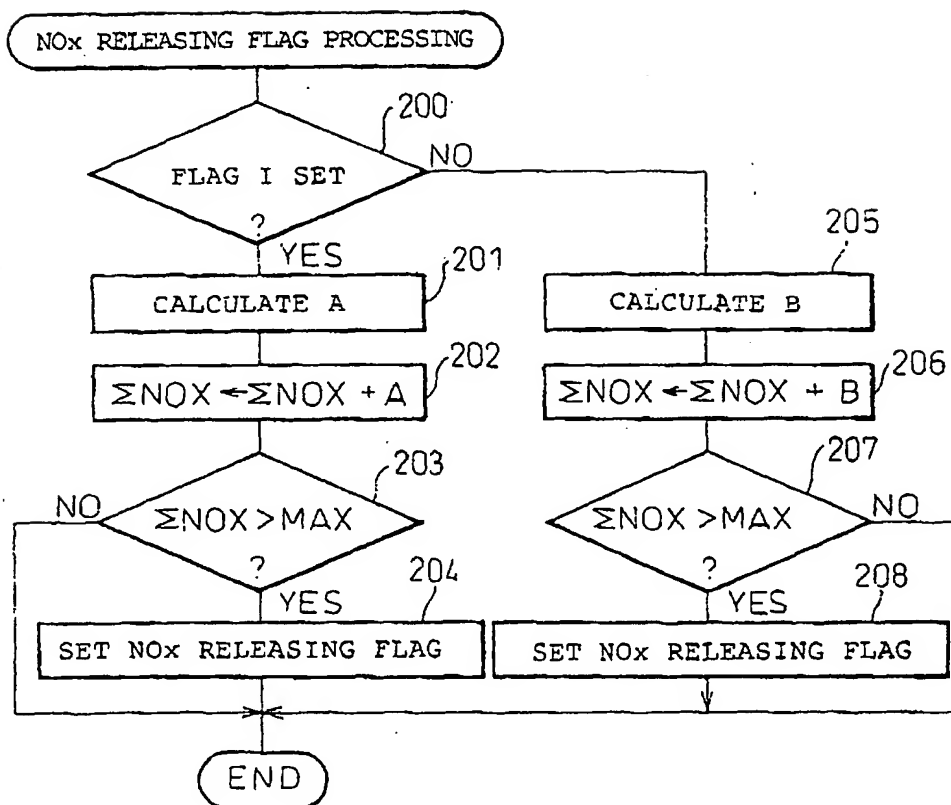 NOx RELEASING FLAG PROCESSING
200
FLAG I SET
?
NO
YES
201
CALCULATE A
205
CALCULATE B
202
ΣNOX←ΣNOX + A
206
ΣNOX←ΣNOX + B
203
ΣNOX>MAX
?
NO
YES
207
ΣNOX>MAX
?
NO
YES
204
SET NOx RELEASING FLAG
208
SET NOx RELEASING FLAG
END